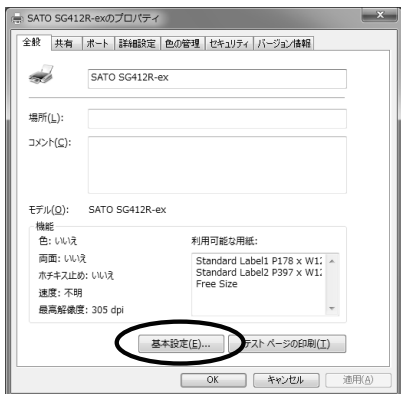 SATO SG412R-exのプロパティ
全般 共有 ポート 詳細設定 色の管理 セキュリティ バージョン情報
SATO SG412R-ex
場所(L):
コメント(C):
モデル(O): SATO SG412R-ex
機能
色: いいえ
両面: いいえ
ホチキス止め: いいえ
速度: 不明
最高解像度: 305 dpi
利用可能な用紙:
Standard Label1 P178 x W12
Standard Label2 P397 x W12
Free Size
基本設定(E)... テスト ページの印刷(T)
OK キャンセル 適用(A)